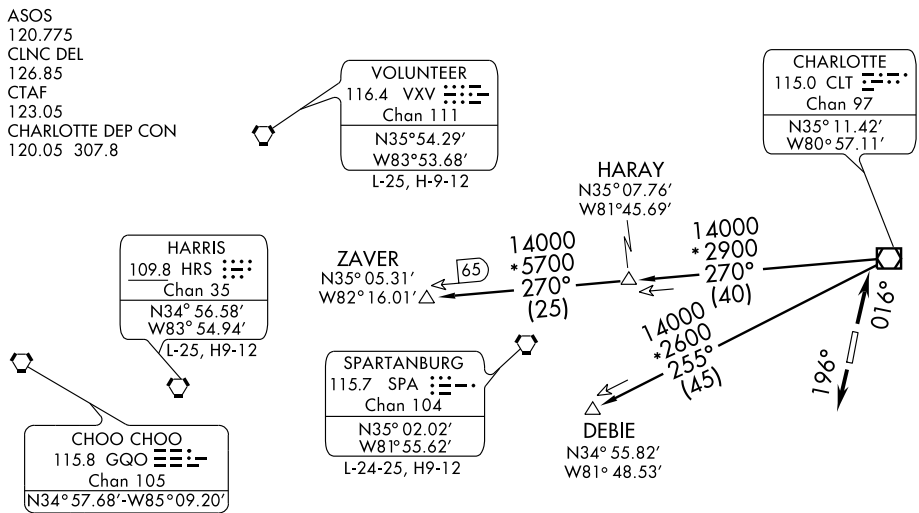 ASOS
120.775
CLNC DEL
126.85
CTAF
123.05
CHARLOTTE DEP CON
120.05 307.8
VOLUNTEER
116.4 VXV
Chan 111
N35°54.29'
W83°53.68'
L-25, H-9-12
CHARLOTTE
115.0 CLT
Chan 97
N35° 11.42'
W80° 57.11'
HARAY
N35° 07.76'
W81° 45.69'
HARRIS
109.8 HRS
Chan 35
N34° 56.58'
W83° 54.94'
L-25, H9-12
ZAVER
N35° 05.31'
W82° 16.01'
65
14000
*5700
270°
(25)
14000
*2900
270°
(40)
14000
*2600
255°
(45)
016°
196°
SPARTANBURG
115.7 SPA
Chan 104
N35° 02.02'
W81° 55.62'
L-24-25, H9-12
DEBIE
N34° 55.82'
W81° 48.53'
CHOO CHOO
115.8 GQO
Chan 105
N34° 57.68'-W85° 09.20'